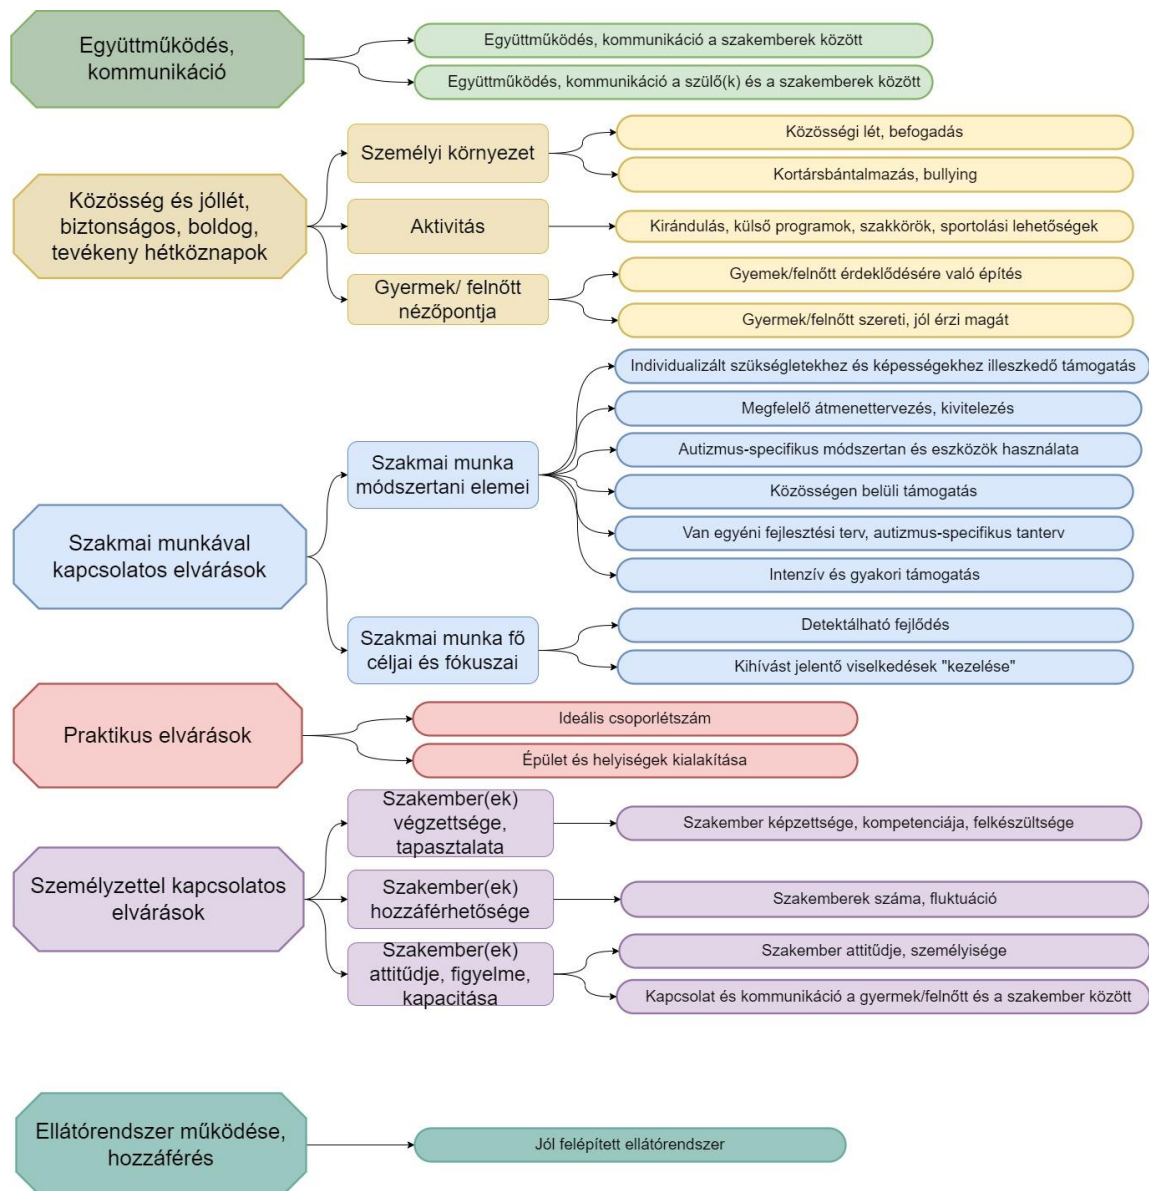 Együttműködés,
kommunikáció
Együttműködés, kommunikáció a szakemberek között
Együttműködés, kommunikáció a szülő(k) és a szakemberek között
Közösség és jóllét,
biztonságos, boldog,
tevékeny hétköznapok
Személyi környezet
Közösségi lét, befogadás
Kortársbántalmazás, bullying
Aktivitás
Kirándulás, külső programok, szakkörök, sportolási lehetőségek
Gyermek/ felnőtt
nézőpontja
Gyemek/felnőtt érdeklődésére való építés
Gyermek/felnőtt szereti, jól érzi magát
Szakmai munkával
kapcsolatos elvárások
Szakmai munka
módszertani elemei
Individualizált szükségletekhez és képességekhez illeszkedő támogatás
Megfelelő átmenettervezés, kivitelezés
Autizmus-specifikus módszertan és eszközök használata
Közösségen belüli támogatás
Van egyéni fejlesztési terv, autizmus-specifikus tanterv
Intenzív és gyakori támogatás
Szakmai munka fő
céljai és fókuszai
Detektálható fejlődés
Kihívást jelentő viselkedések "kezelése"
Praktikus elvárások
Ideális csoporlétszám
Épület és helyiségek kialakítása
Személyzettel kapcsolatos
elvárások
Szakember(ek)
végzettsége,
tapasztalata
Szakember képzettsége, kompetenciája, felkészültsége
Szakember(ek)
hozzáférhetősége
Szakemberek száma, fluktuáció
Szakember(ek)
attitűdje, figyelme,
kapacitása
Szakember attitűdje, személyisége
Kapcsolat és kommunikáció a gyermek/felnőtt és a szakember között
Ellátórendszer működése,
hozzáférés
Jól felépített ellátórendszer